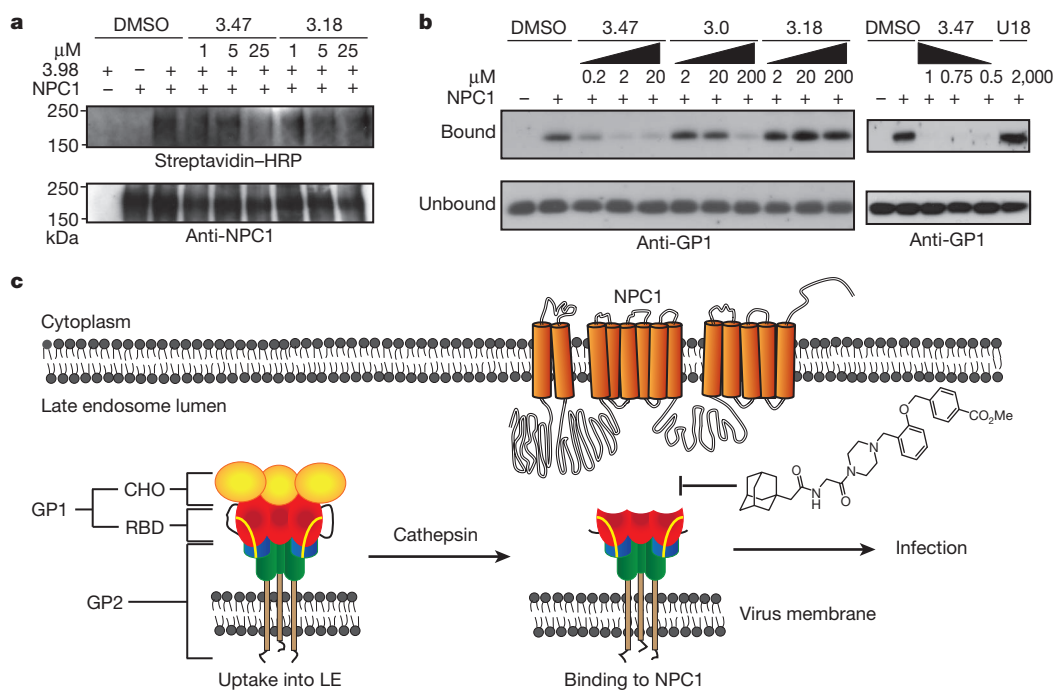 a
DMSO 3.47 3.18
µM 1 5 25 1 5 25
3.98 + – + + + + + + +
NPC1 – + + + + + + + +
250
150
Streptavidin–HRP
250
150
kDa
Anti-NPC1
b
DMSO 3.47 3.0 3.18 DMSO 3.47 U18
µM 0.2 2 20 2 20 200 2 20 200 1 0.75 0.5 2,000
NPC1 – + + + + + + + + + + – + + + + +
Bound
Unbound
Anti-GP1 Anti-GP1
c
NPC1
Cytoplasm
Late endosome lumen
O
CO2Me
N
N
O
N
H
O
CHO
GP1
RBD
GP2
Cathepsin
Infection
Virus membrane
Uptake into LE
Binding to NPC1